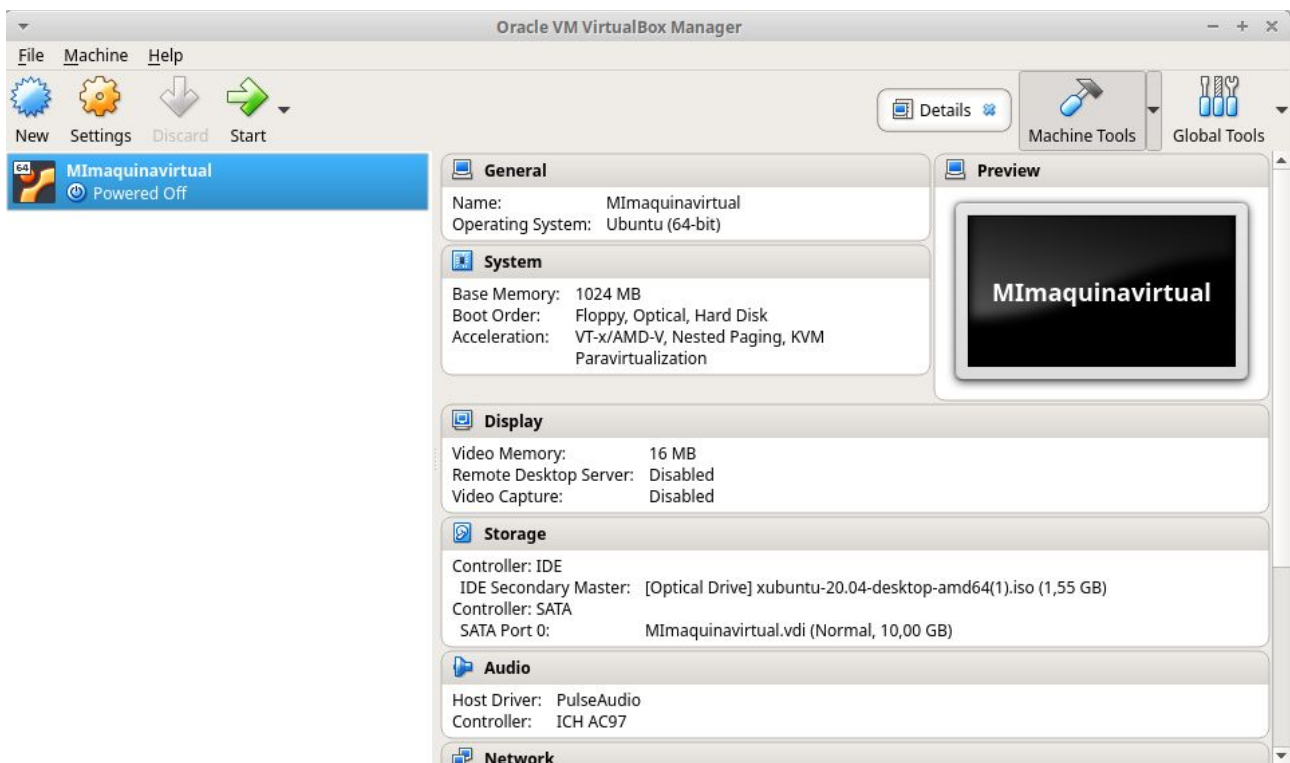 Oracle VM VirtualBox Manager
File Machine Help
New Settings Discard Start Details Machine Tools Global Tools
64
MImaquinavirtual
Powered Off
General
Name: MImaquinavirtual
Operating System: Ubuntu (64-bit)
Preview
MImaquinavirtual
System
Base Memory: 1024 MB
Boot Order: Floppy, Optical, Hard Disk
Acceleration: VT-x/AMD-V, Nested Paging, KVM
Paravirtualization
Display
Video Memory: 16 MB
Remote Desktop Server: Disabled
Video Capture: Disabled
Storage
Controller: IDE
IDE Secondary Master: [Optical Drive] xubuntu-20.04-desktop-amd64(1).iso (1,55 GB)
Controller: SATA
SATA Port 0: MImaquinavirtual.vdi (Normal, 10,00 GB)
Audio
Host Driver: PulseAudio
Controller: ICH AC97
Network